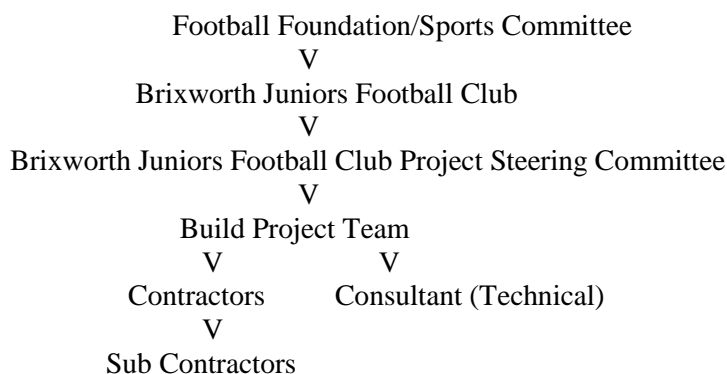 Football Foundation/Sports Committee
V
Brixworth Juniors Football Club
V
Brixworth Juniors Football Club Project Steering Committee
V
Build Project Team
V V
Contractors Consultant (Technical)
V
Sub Contractors